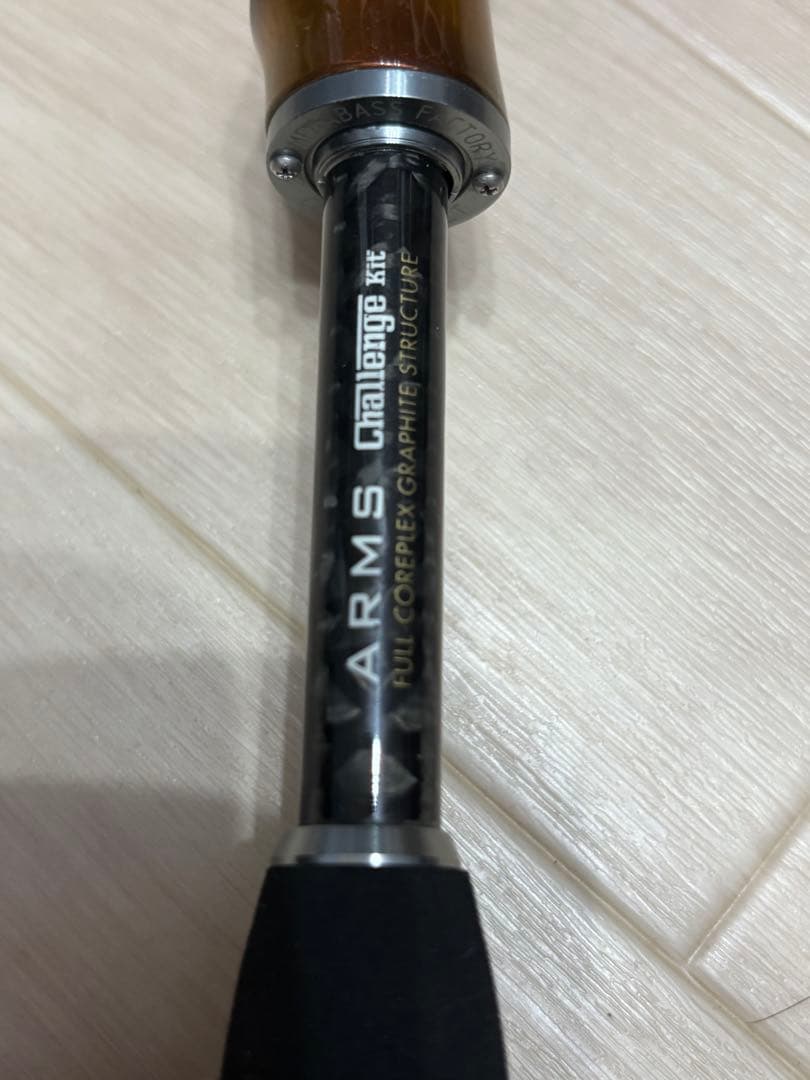 BASS FACTORY
ARMS Challenge Kit
FULL COREPLEX GRAPHITE STRUCTURE